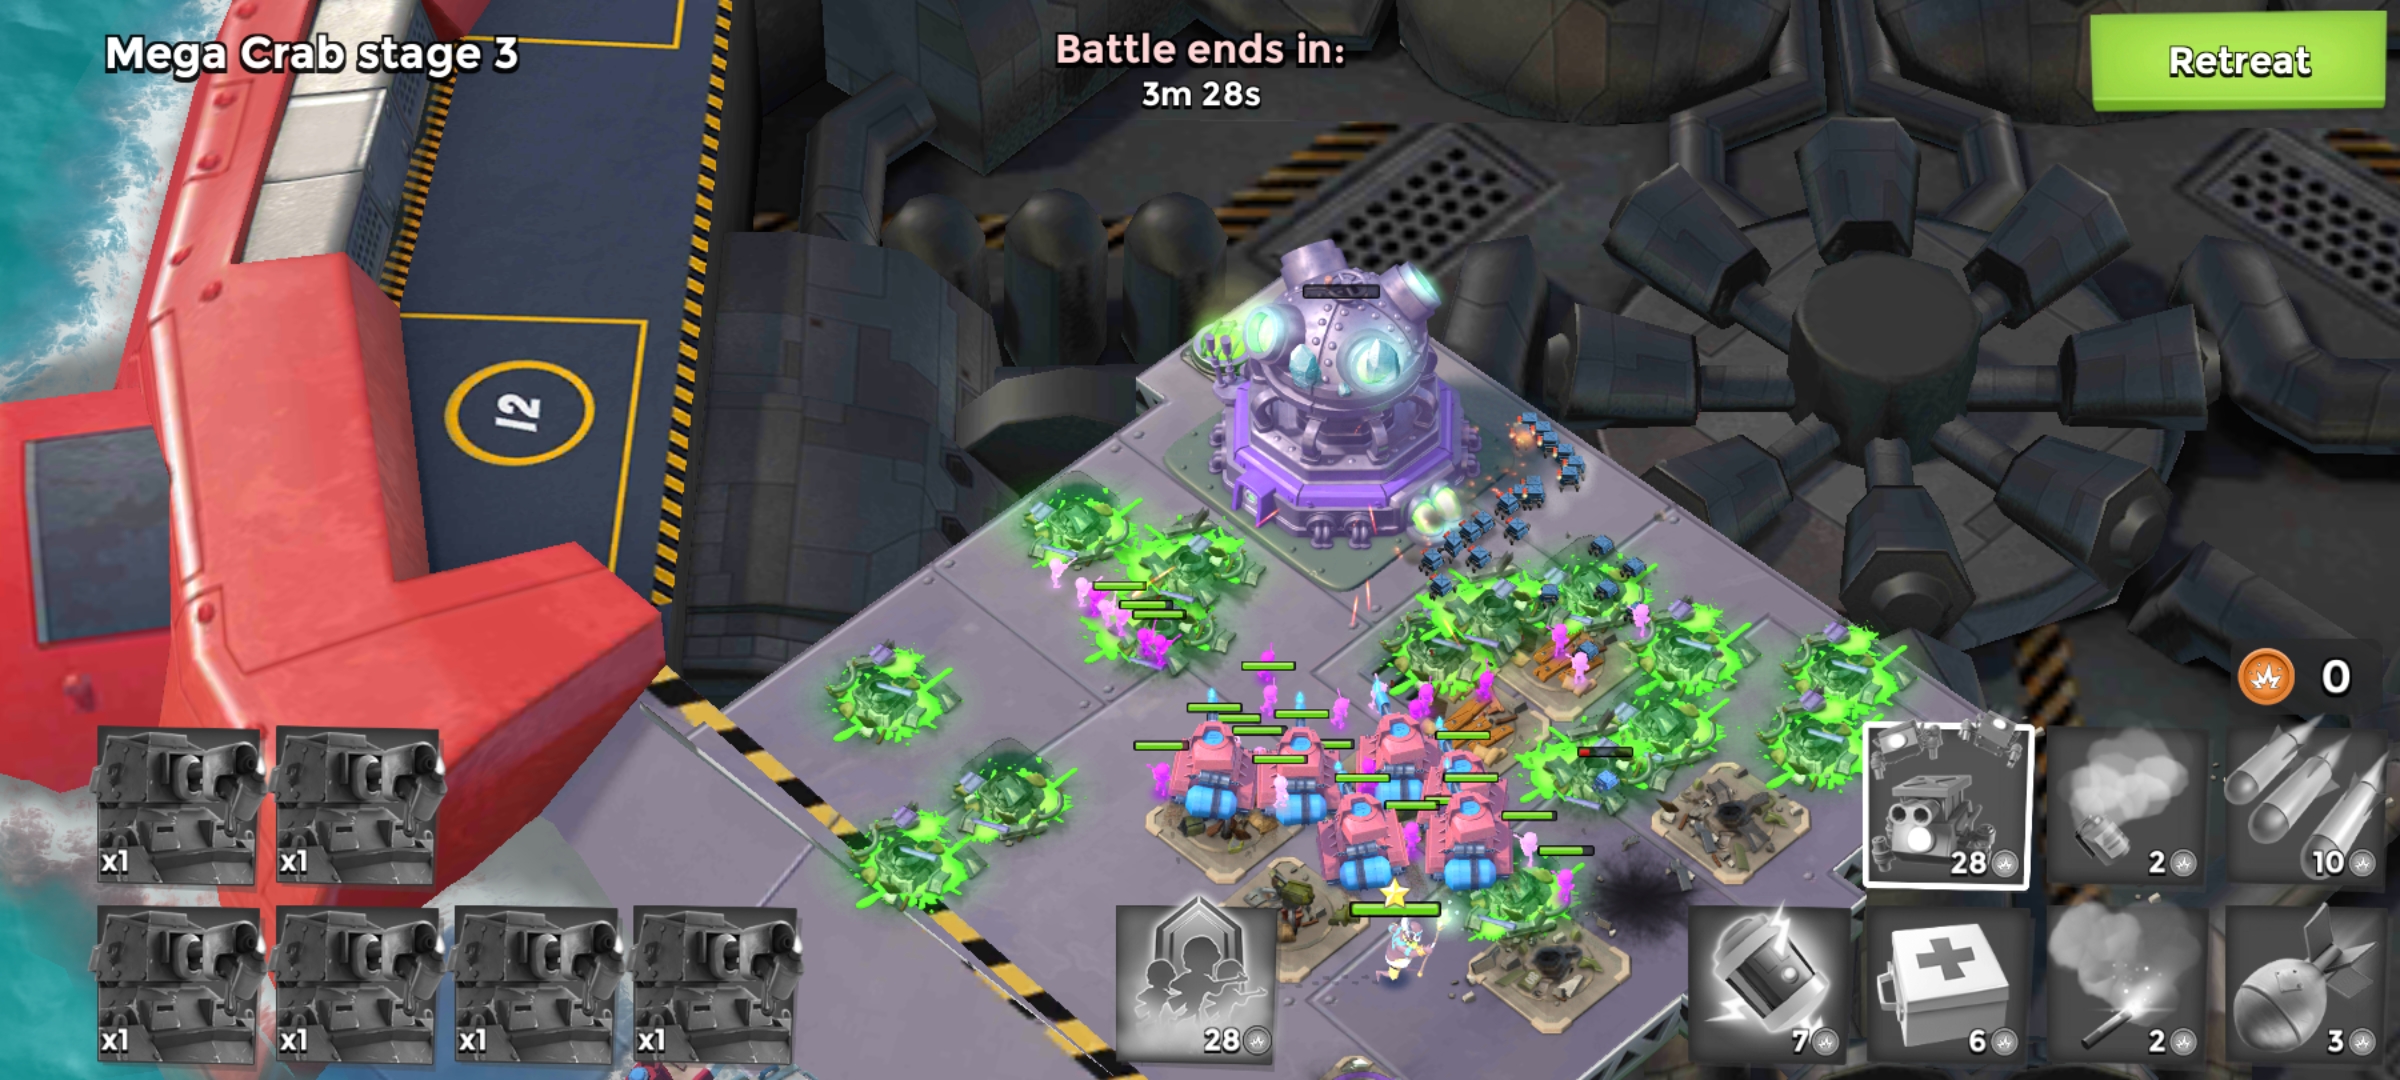 Mega Crab stage 3
Battle ends in:
3m 28s
Retreat
12
0
x1
x1
28
2
10
x1
x1
x1
x1
28
7
6
2
3